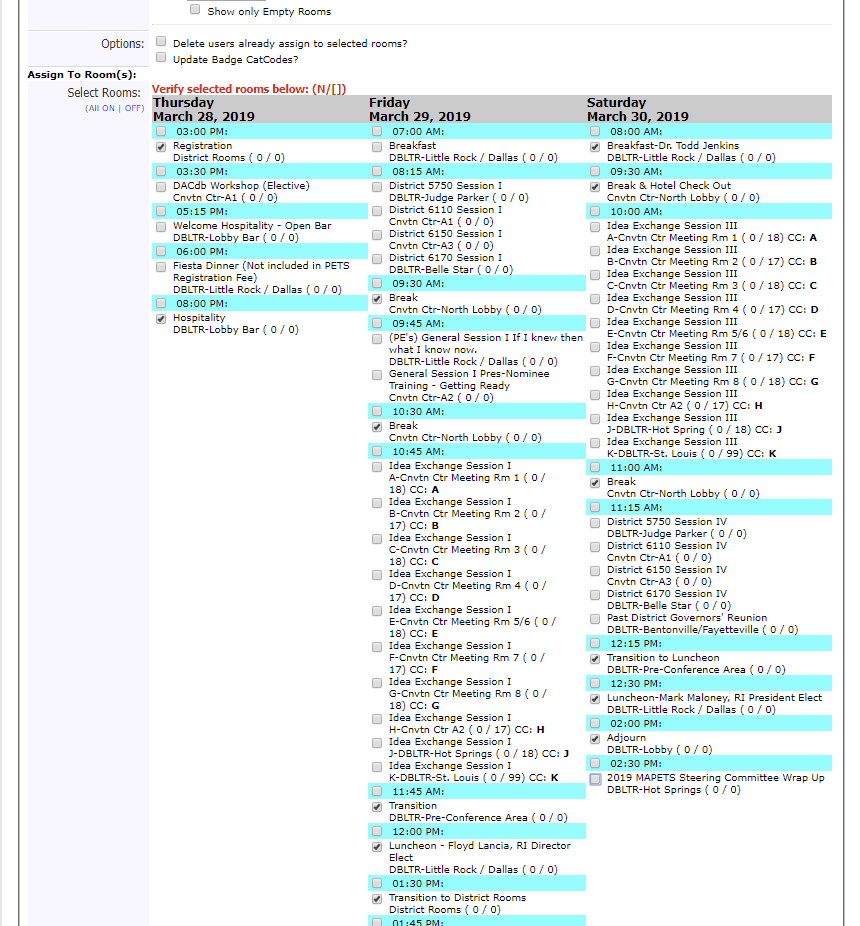 Show only Empty Rooms
Options:
Delete users already assign to selected rooms?
Update Badge CatCodes?
Assign To Room(s):
Select Rooms:
(All ON | OFF)
Verify selected rooms below: (N/[])
Thursday
March 28, 2019
03:00 PM:
Registration
District Rooms ( 0 / 0)
03:30 PM:
DACdb Workshop (Elective)
Cnvtn Ctr-A1 ( 0 / 0)
05:15 PM:
Welcome Hospitality - Open Bar
DBLTR-Lobby Bar ( 0 / 0)
06:00 PM:
Fiesta Dinner (Not included in PETS
Registration Fee)
DBLTR-Little Rock / Dallas ( 0 / 0)
08:00 PM:
Hospitality
DBLTR-Lobby Bar ( 0 / 0)
Friday
March 29, 2019
07:00 AM:
Breakfast
DBLTR-Little Rock / Dallas ( 0 / 0)
08:15 AM:
District 5750 Session I
DBLTR-Judge Parker ( 0 / 0)
District 6110 Session I
Cnvtn Ctr-A1 ( 0 / 0)
District 6150 Session I
Cnvtn Ctr-A3 ( 0 / 0)
District 6170 Session I
DBLTR-Belle Star ( 0 / 0)
09:30 AM:
Break
Cnvtn Ctr-North Lobby ( 0 / 0)
09:45 AM:
(PE's) General Session I If I knew then
what I know now.
DBLTR-Little Rock / Dallas ( 0 / 0)
General Session I Pres-Nominee
Training - Getting Ready
Cnvtn Ctr-A2 ( 0 / 0)
10:30 AM:
Break
Cnvtn Ctr-North Lobby ( 0 / 0)
10:45 AM:
Idea Exchange Session I
A-Cnvtn Ctr Meeting Rm 1 ( 0 /
18) CC: A
Idea Exchange Session I
B-Cnvtn Ctr Meeting Rm 2 ( 0 /
17) CC: B
Idea Exchange Session I
C-Cnvtn Ctr Meeting Rm 3 ( 0 /
18) CC: C
Idea Exchange Session I
D-Cnvtn Ctr Meeting Rm 4 ( 0 /
17) CC: D
Idea Exchange Session I
E-Cnvtn Ctr Meeting Rm 5/6 ( 0 /
18) CC: E
Idea Exchange Session I
F-Cnvtn Ctr Meeting Rm 7 ( 0 /
17) CC: F
Idea Exchange Session I
G-Cnvtn Ctr Meeting Rm 8 ( 0 /
18) CC: G
Idea Exchange Session I
H-Cnvtn Ctr A2 ( 0 / 17) CC: H
Idea Exchange Session I
J-DBLTR-Hot Springs ( 0 / 18) CC: J
Idea Exchange Session I
K-DBLTR-St. Louis ( 0 / 99) CC: K
11:45 AM:
Transition
DBLTR-Pre-Conference Area ( 0 / 0)
12:00 PM:
Luncheon - Floyd Lancia, RI Director
Elect
DBLTR-Little Rock / Dallas ( 0 / 0)
01:30 PM:
Transition to District Rooms
District Rooms ( 0 / 0)
01:45 PM:
Saturday
March 30, 2019
08:00 AM:
Breakfast-Dr. Todd Jenkins
DBLTR-Little Rock / Dallas ( 0 / 0)
09:30 AM:
Break & Hotel Check Out
Cnvtn Ctr-North Lobby ( 0 / 0)
10:00 AM:
Idea Exchange Session III
A-Cnvtn Ctr Meeting Rm 1 ( 0 / 18) CC: A
Idea Exchange Session III
B-Cnvtn Ctr Meeting Rm 2 ( 0 / 17) CC: B
Idea Exchange Session III
C-Cnvtn Ctr Meeting Rm 3 ( 0 / 18) CC: C
Idea Exchange Session III
D-Cnvtn Ctr Meeting Rm 4 ( 0 / 17) CC: D
Idea Exchange Session III
E-Cnvtn Ctr Meeting Rm 5/6 ( 0 / 18) CC: E
Idea Exchange Session III
F-Cnvtn Ctr Meeting Rm 7 ( 0 / 17) CC: F
Idea Exchange Session III
G-Cnvtn Ctr Meeting Rm 8 ( 0 / 18) CC: G
Idea Exchange Session III
H-Cnvtn Ctr A2 ( 0 / 17) CC: H
Idea Exchange Session III
J-DBLTR-Hot Spring ( 0 / 18) CC: J
Idea Exchange Session III
K-DBLTR-St. Louis ( 0 / 99) CC: K
11:00 AM:
Break
Cnvtn Ctr-North Lobby ( 0 / 0)
11:15 AM:
District 5750 Session IV
DBLTR-Judge Parker ( 0 / 0)
District 6110 Session IV
Cnvtn Ctr-A1 ( 0 / 0)
District 6150 Session IV
Cnvtn Ctr-A3 ( 0 / 0)
District 6170 Session IV
DBLTR-Belle Star ( 0 / 0)
Past District Governors' Reunion
DBLTR-Bentonville/Fayetteville ( 0 / 0)
12:15 PM:
Transition to Luncheon
DBLTR-Pre-Conference Area ( 0 / 0)
12:30 PM:
Luncheon-Mark Maloney, RI President Elect
DBLTR-Little Rock / Dallas ( 0 / 0)
02:00 PM:
Adjourn
DBLTR-Lobby ( 0 / 0)
02:30 PM:
2019 MAPETS Steering Committee Wrap Up
DBLTR-Hot Springs ( 0 / 0)